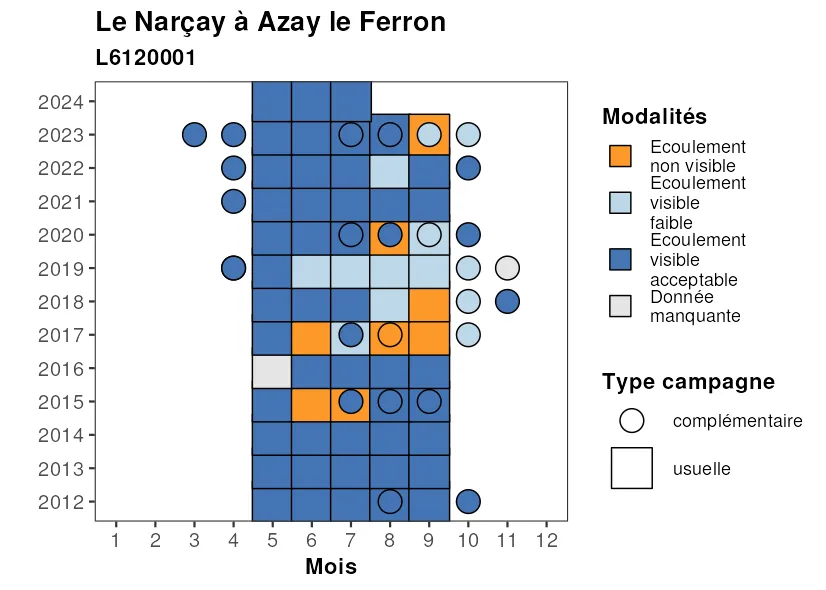 Le Narçay à Azay le Ferron
L6120001
2024
2023
2022
2021
2020
2019
2018
2017
2016
2015
2014
2013
2012
1 2 3 4 5 6 7 8 9 10 11 12
Mois
Modalités
Ecoulement
non visible
Ecoulement
visible
faible
Ecoulement
visible
acceptable
Donnée
manquante
Type campagne
complémentaire
usuelle